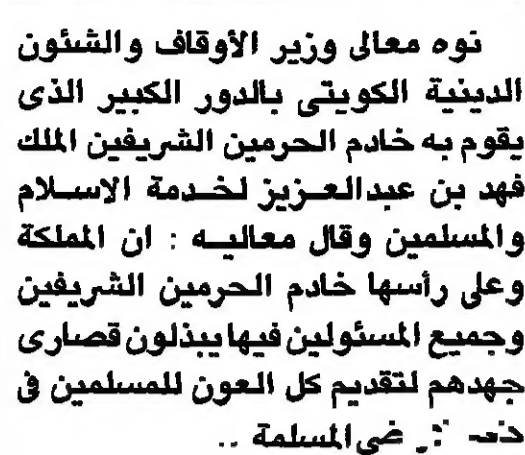 نوه معالى وزير الأوقاف والشئون
الدينية الكويتى بالدور الكبير الذى
يقوم به خادم الحرمين الشريفين الملك
فهد بن عبدالعزيز لخدمة الاسلام
والمسلمين وقال معاليه : ان المملكة
وعلى رأسها خادم الحرمين الشريفين
وجميع المسئولين فيها يبذلون قصارى
جهدهم لتقديم كل العون للمسلمين فى
المسلمة ..